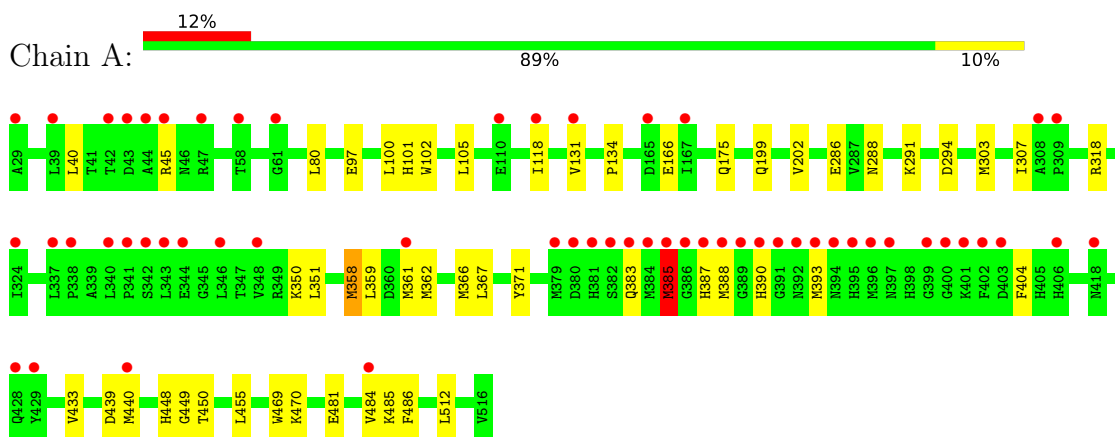 12%
Chain A:
89% 10%
A29 L39 L40 T41 T42 D43 A44 R45 N46 R47 T58 G61 L80 E97 L100 H101 W102 L105 E110 I118 V131 P134 D165 E166 I167 Q175 Q199 V202 E286 V287 N288 K291 D294 M303 I307 A308 P309 R318
I324 L337 P338 A339 L340 P341 S342 L343 E344 G345 L346 T347 V348 R349 K350 L351 M358 L359 D360 M361 M362 M366 L367 Y371 M379 D380 H381 S382 Q383 M384 M385 G386 H387 M388 G389 H390 G391 N392 M393 N394 H395 M396 N397 H398 G399 G400 K401 F402 D403 F404 H405 H406 N418
Q428 Y429 V433 D439 M440 H448 G449 T450 L455 W469 K470 E481 V484 K485 F486 L512 V516